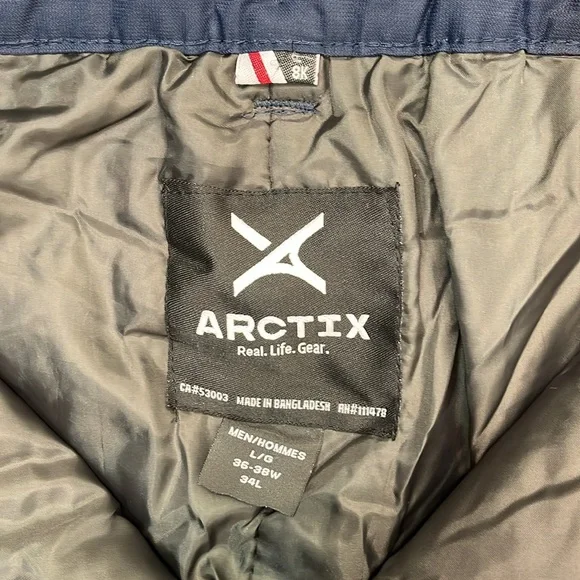 8K
ARCTIX
Real. Life. Gear.
CA#53003 MADE IN BANGLADESH RN#111478
MEN/HOMMES
L/G
36-38W
34L